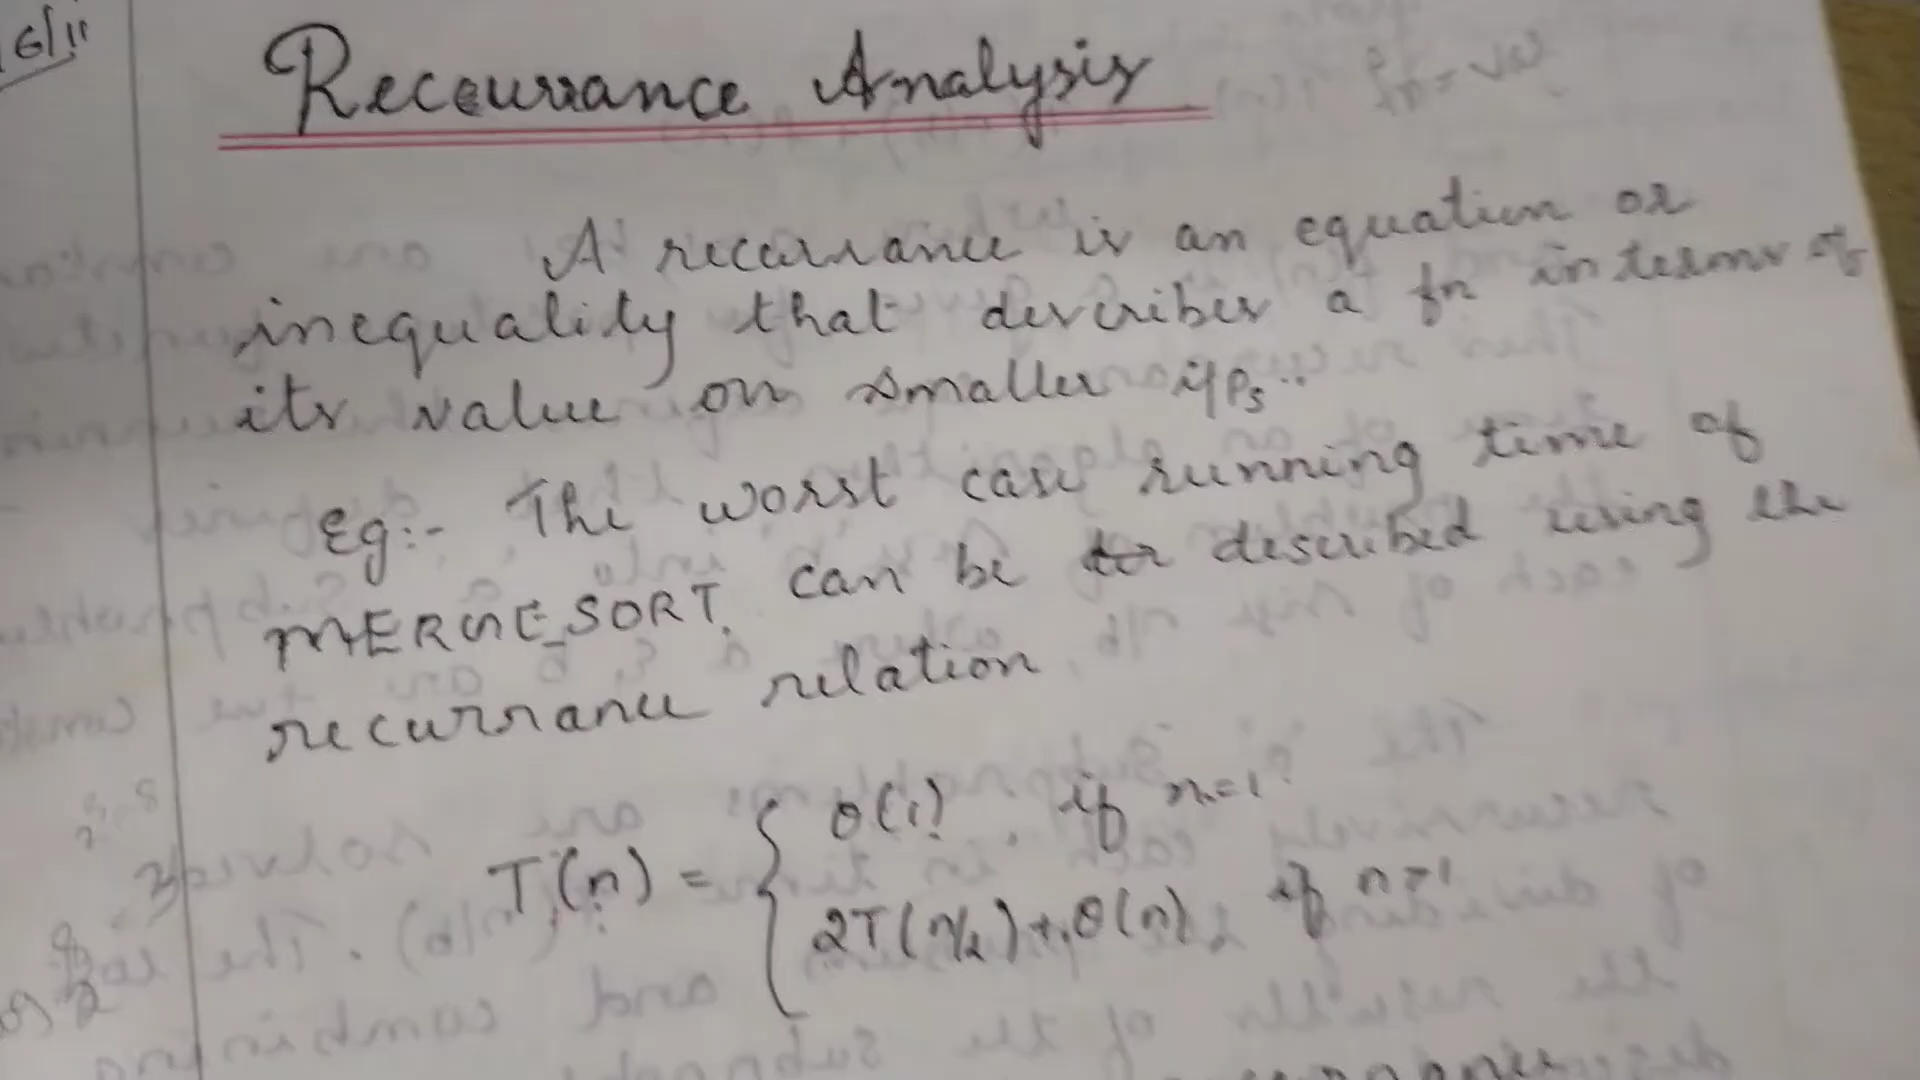 6/11
Receurrance Analysis
A recurrance is an equation or
inequality that describes a fn in terms of
its value on smaller i/ps..
Eg:- The worst case running time of
MERGE_SORT can be described using the
recurrance relation
T(n) = { θ(1) if n=1
2T(n/2)+θ(n), if n>1